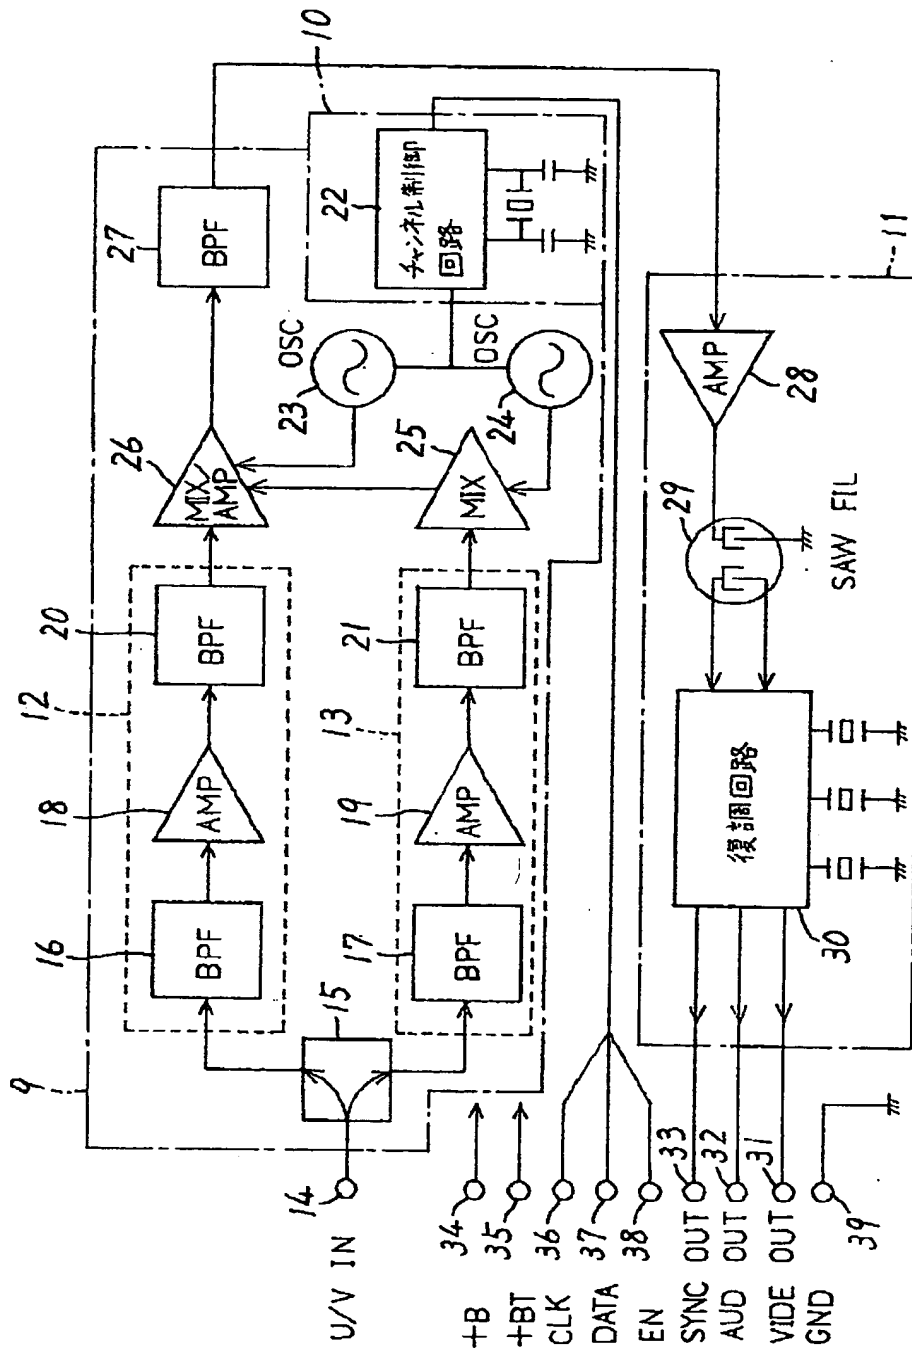 9
12
20
26
27
10
16
BPF
18
AMP
BPF
MIX/
AMP
BPF
22
チャンネル制御
回路
OSC
23
15
13
21
25
OSC
24
17
BPF
19
AMP
BPF
MIX
U/V IN
14
+B
34
+BT
35
CLK
36
DATA
37
EN
38
SYNC OUT
33
AUD OUT
32
VIDE OUT
31
GND
39
11
AMP
28
29
SAW FIL
復調回路
30